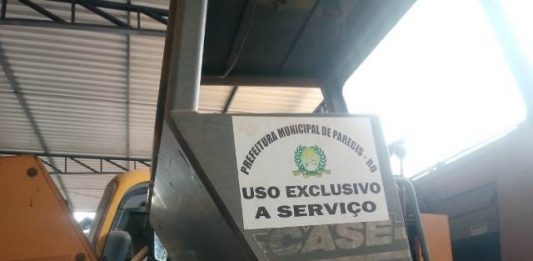 PREFEITURA MUNICIPAL DE PARECIS - RO
USO EXCLUSIVO
A SERVIÇO
CASE